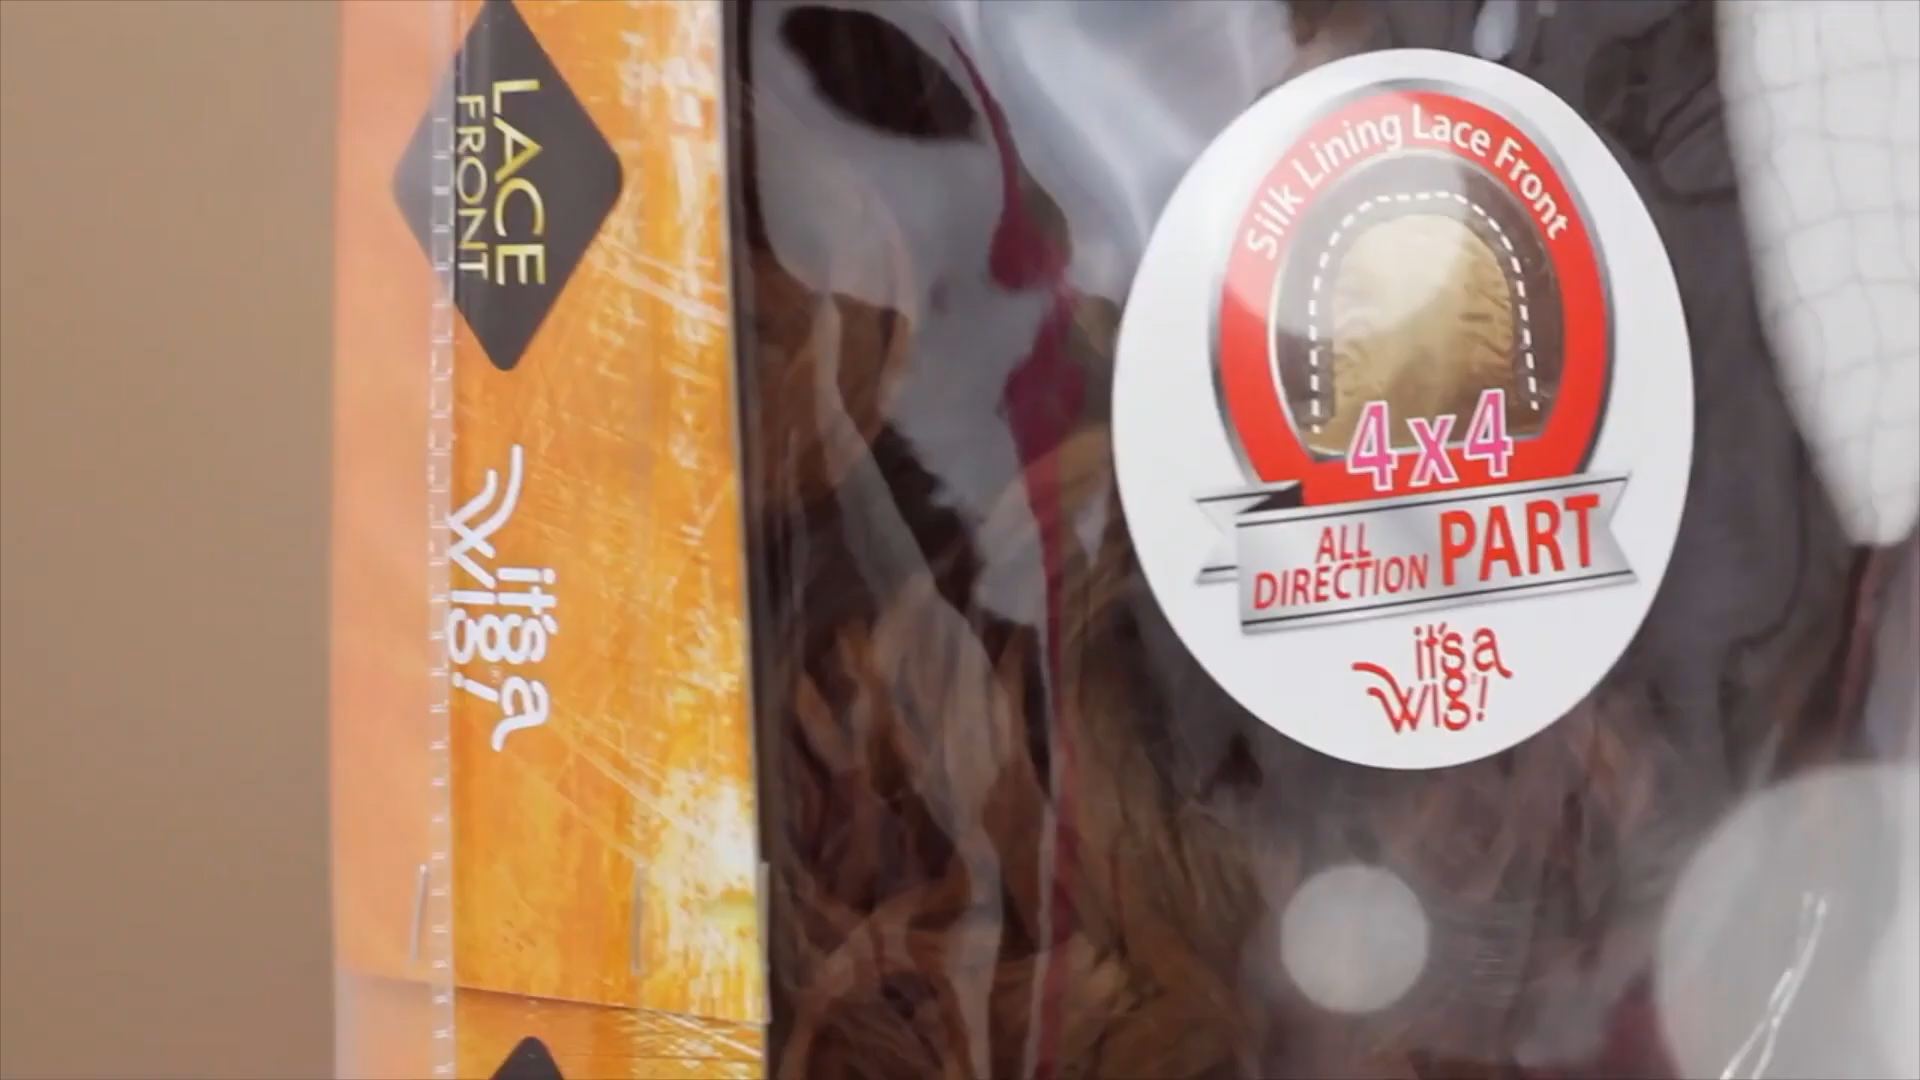 LACE
FRONT
it's a
wig!
Silk Lining Lace Front
4x4
ALL
DIRECTION PART
it's a
wig!